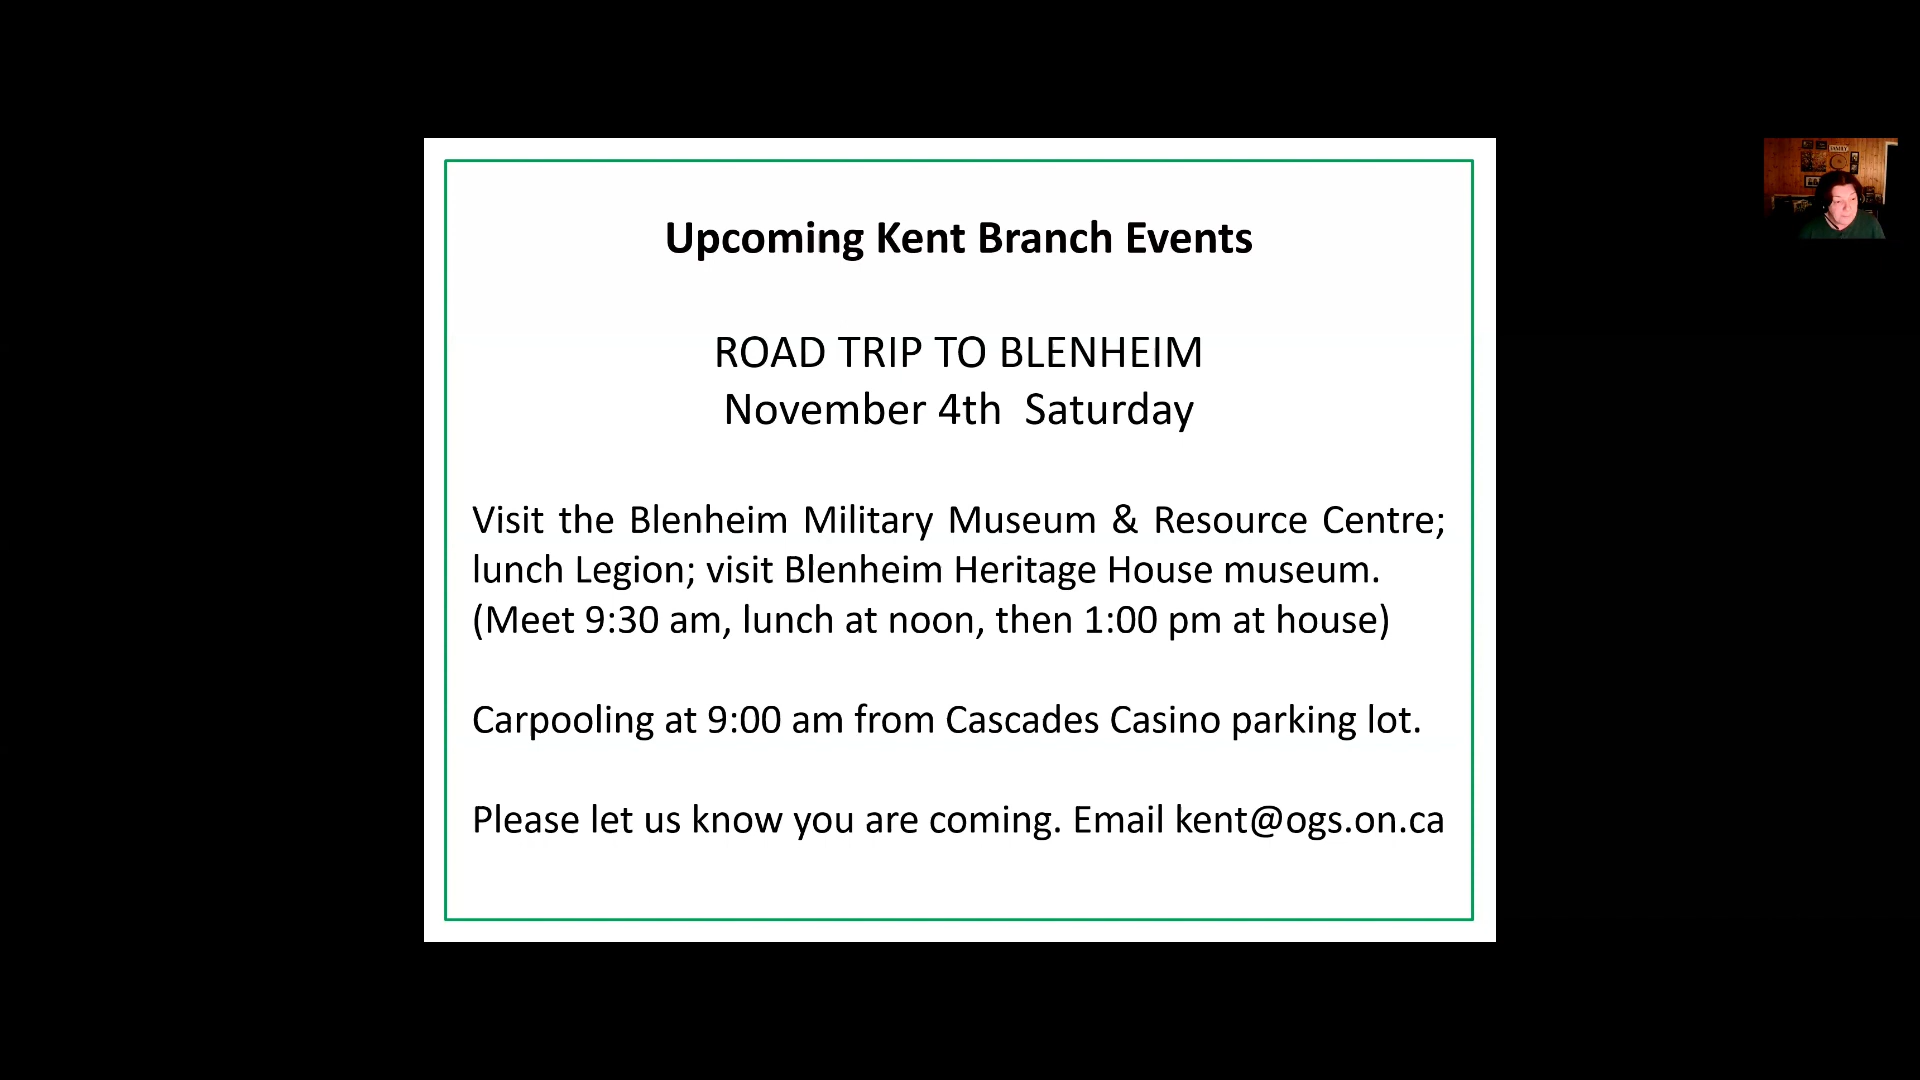 Upcoming Kent Branch Events
ROAD TRIP TO BLENHEIM
November 4th  Saturday
Visit the Blenheim Military Museum & Resource Centre;
lunch Legion; visit Blenheim Heritage House museum.
(Meet 9:30 am, lunch at noon, then 1:00 pm at house)
Carpooling at 9:00 am from Cascades Casino parking lot.
Please let us know you are coming. Email kent@ogs.on.ca
FAMILY